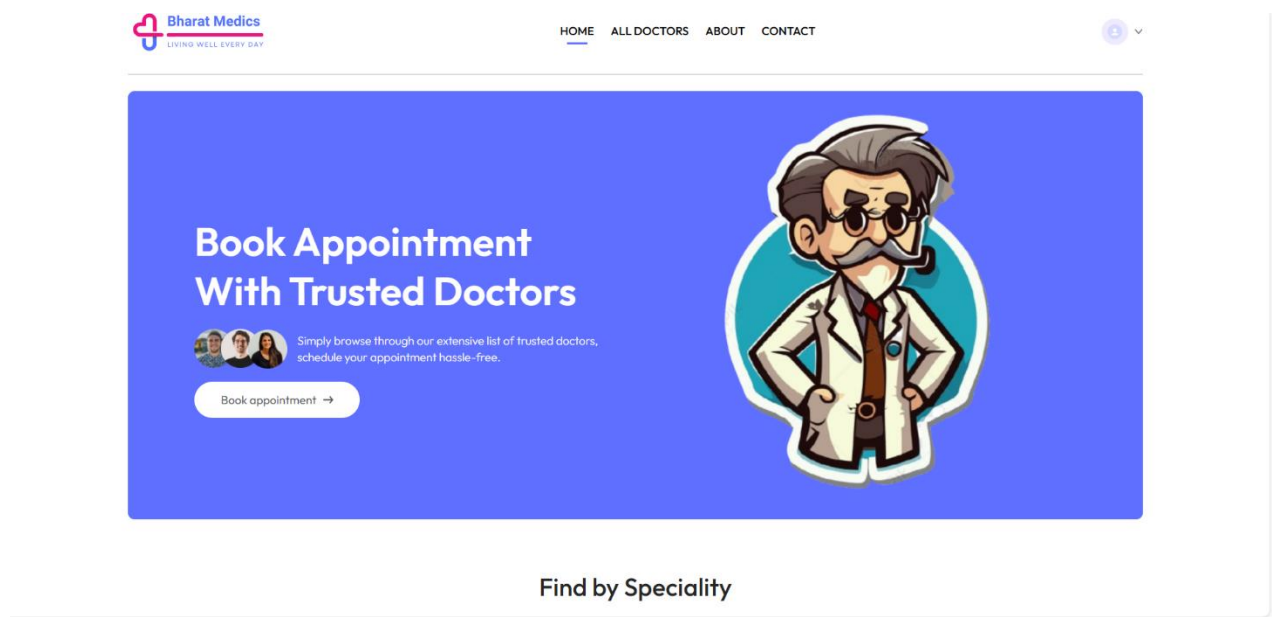 Bharat Medics
LIVING WELL EVERY DAY
HOME
ALL DOCTORS
ABOUT
CONTACT
Book Appointment
With Trusted Doctors
Simply browse through our extensive list of trusted doctors,
schedule your appointment hassle-free.
Book appointment →
Find by Speciality